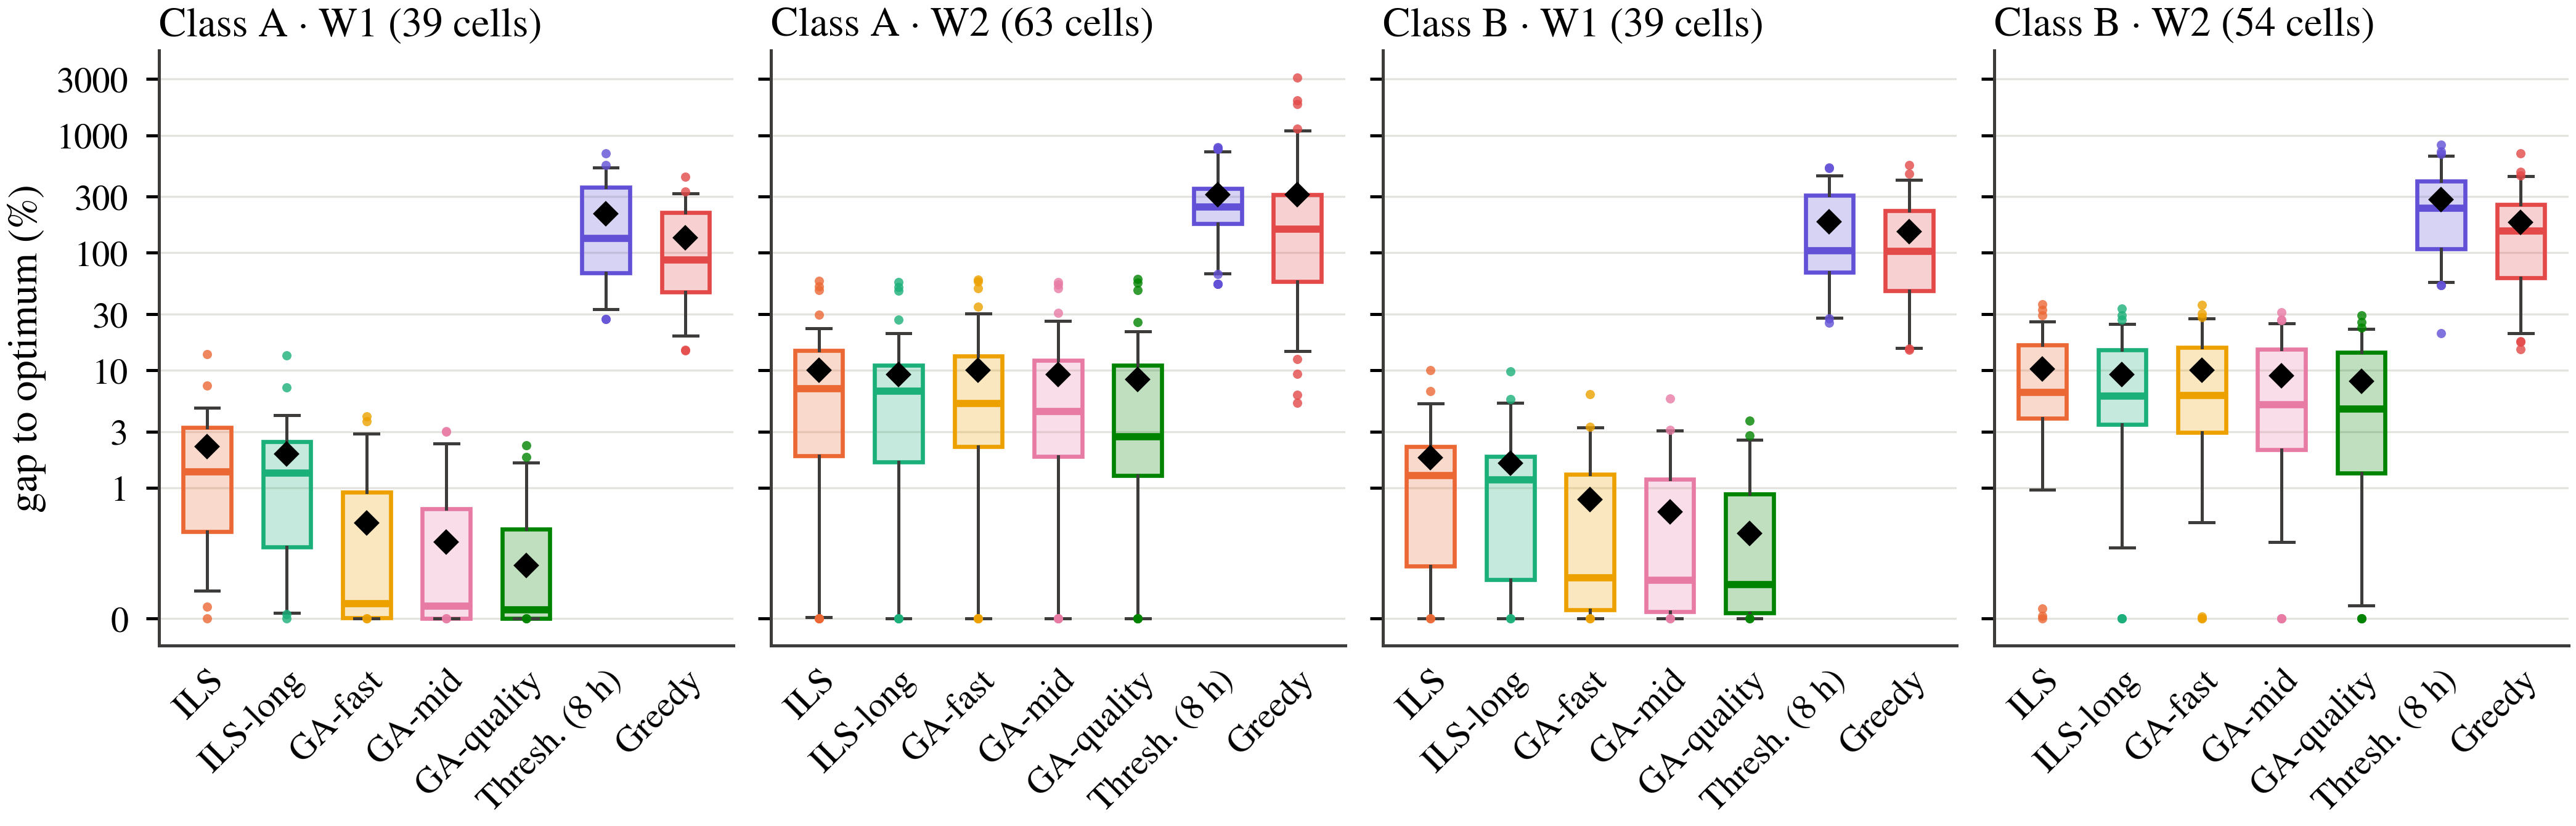 Class A · W1 (39 cells)
Class A · W2 (63 cells)
Class B · W1 (39 cells)
Class B · W2 (54 cells)
gap to optimum (%)
3000
1000
300
100
30
10
3
1
0
ILS
ILS-long
GA-fast
GA-mid
GA-quality
Thresh. (8 h)
Greedy
ILS
ILS-long
GA-fast
GA-mid
GA-quality
Thresh. (8 h)
Greedy
ILS
ILS-long
GA-fast
GA-mid
GA-quality
Thresh. (8 h)
Greedy
ILS
ILS-long
GA-fast
GA-mid
GA-quality
Thresh. (8 h)
Greedy